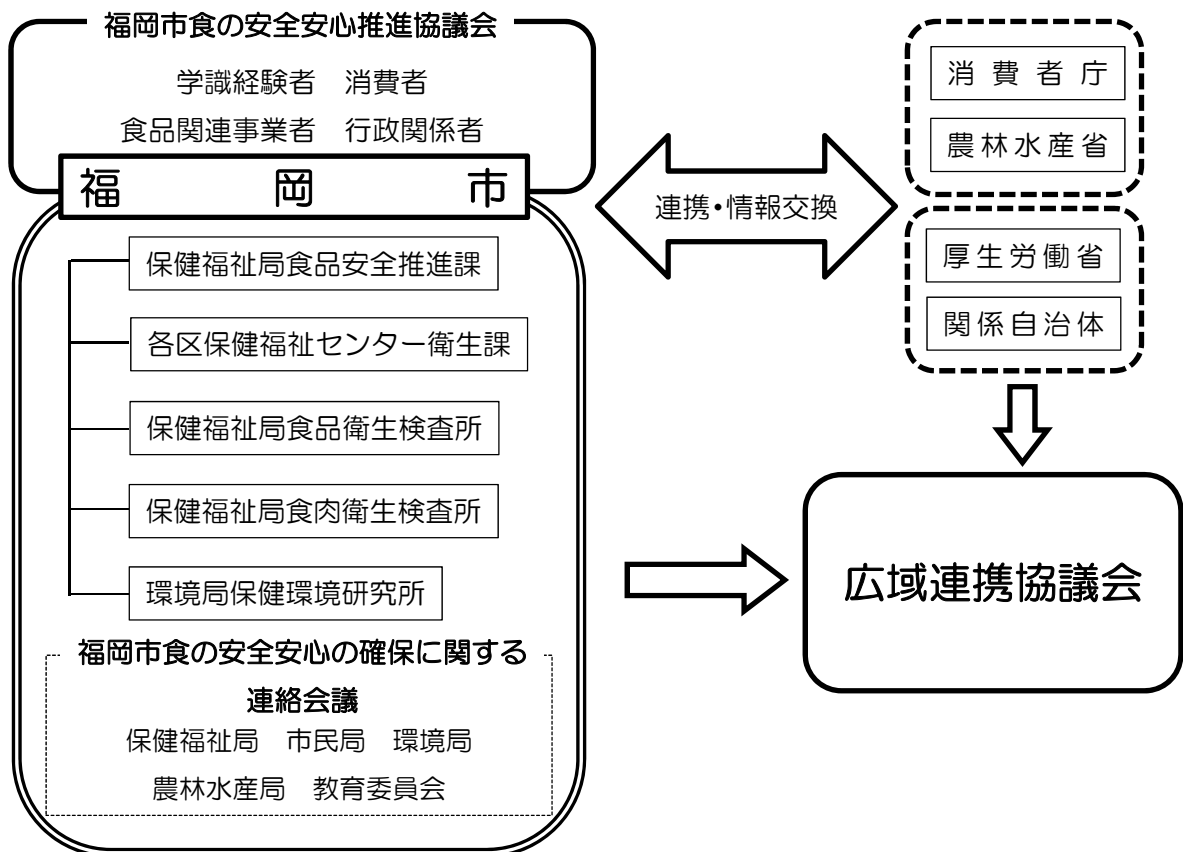 福岡市食の安全安心推進協議会
学識経験者　消費者
食品関連事業者　行政関係者
福岡市
保健福祉局食品安全推進課
各区保健福祉センター衛生課
保健福祉局食品衛生検査所
保健福祉局食肉衛生検査所
環境局保健環境研究所
福岡市食の安全安心の確保に関する
連絡会議
保健福祉局　市民局　環境局
農林水産局　教育委員会
連携・情報交換
消費者庁
農林水産省
厚生労働省
関係自治体
広域連携協議会